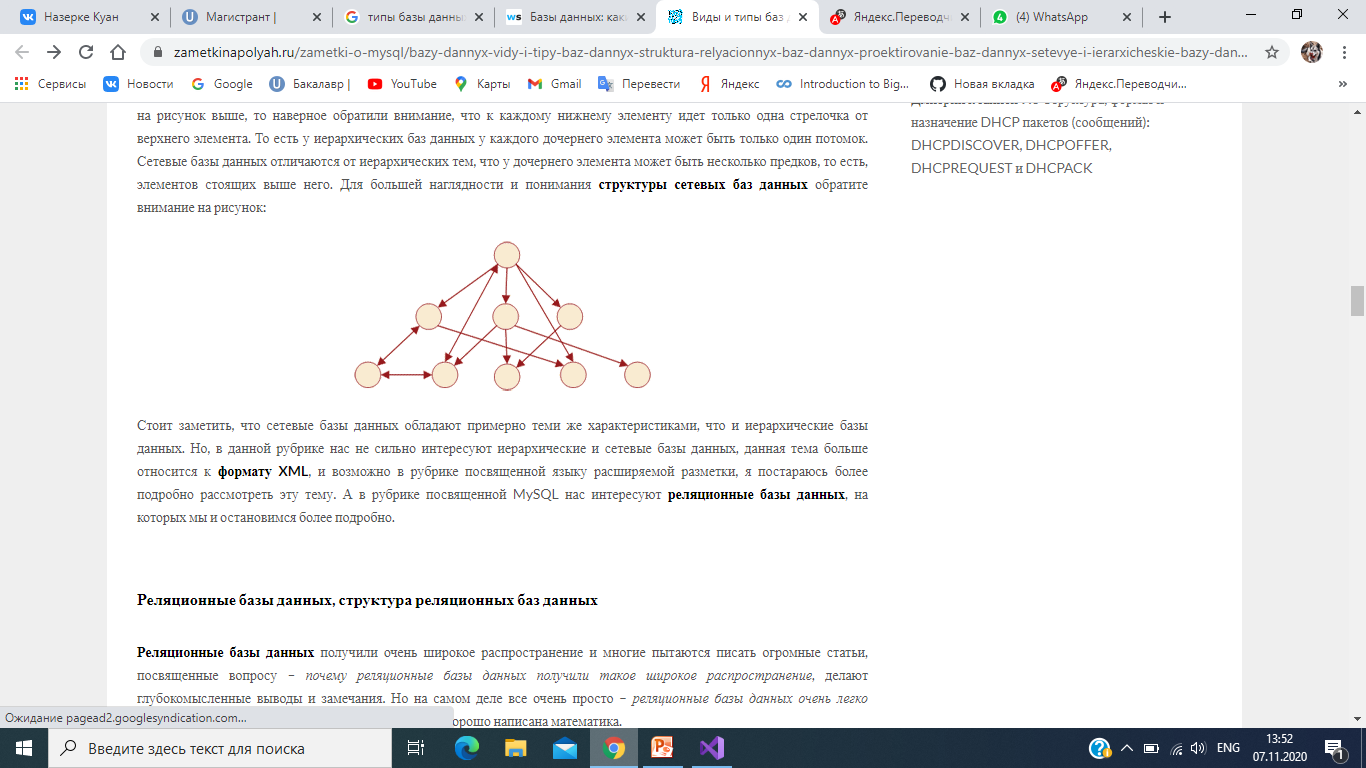 Назерке Куан
Магистрант |
типы базы данны
Базы данных: как
Виды и типы баз д
Яндекс.Переводч
(4) WhatsApp
zametkinapolyah.ru/zametki-o-mysql/bazy-dannyx-vidy-i-tipy-baz-dannyx-struktura-relyacionnyx-baz-dannyx-proektirovanie-baz-dannyx-setevye-i-ierarxicheskie-bazy-dan...
Сервисы Новости Google Бакалавр | YouTube Карты Gmail Перевести Яндекс Introduction to Big... Новая вкладка Яндекс.Переводчи... »
на рисунок выше, то наверное обратили внимание, что к каждому нижнему элементу идет только одна стрелочка от
верхнего элемента. То есть у иерархических баз данных у каждого дочернего элемента может быть только один потомок.
Сетевые базы данных отличаются от иерархических тем, что у дочернего элемента может быть несколько предков, то есть,
элементов стоящих выше него. Для большей наглядности и понимания структуры сетевых баз данных обратите
внимание на рисунок:
назначение DHCP пакетов (сообщений):
DHCPDISCOVER, DHCPOFFER,
DHCPREQUEST и DHCPACK
Стоит заметить, что сетевые базы данных обладают примерно теми же характеристиками, что и иерархические базы
данных. Но, в данной рубрике нас не сильно интересуют иерархические и сетевые базы данных, данная тема больше
относится к формату XML, и возможно в рубрике посвященной языку расширяемой разметки, я постараюсь более
подробно рассмотреть эту тему. А в рубрике посвященной MySQL нас интересуют реляционные базы данных, на
которых мы и остановимся более подробно.
Реляционные базы данных, структура реляционных баз данных
Реляционные базы данных получили очень широкое распространение и многие пытаются писать огромные статьи,
посвященные вопросу – почему реляционные базы данных получили такое широкое распространение, делают
глубокомысленные выводы и замечания. Но на самом деле все очень просто – реляционные базы данных очень легко
орошо написана математика.
Ожидание pagead2.googlesyndication.com...
Введите здесь текст для поиска
ENG
13:52
07.11.2020
1